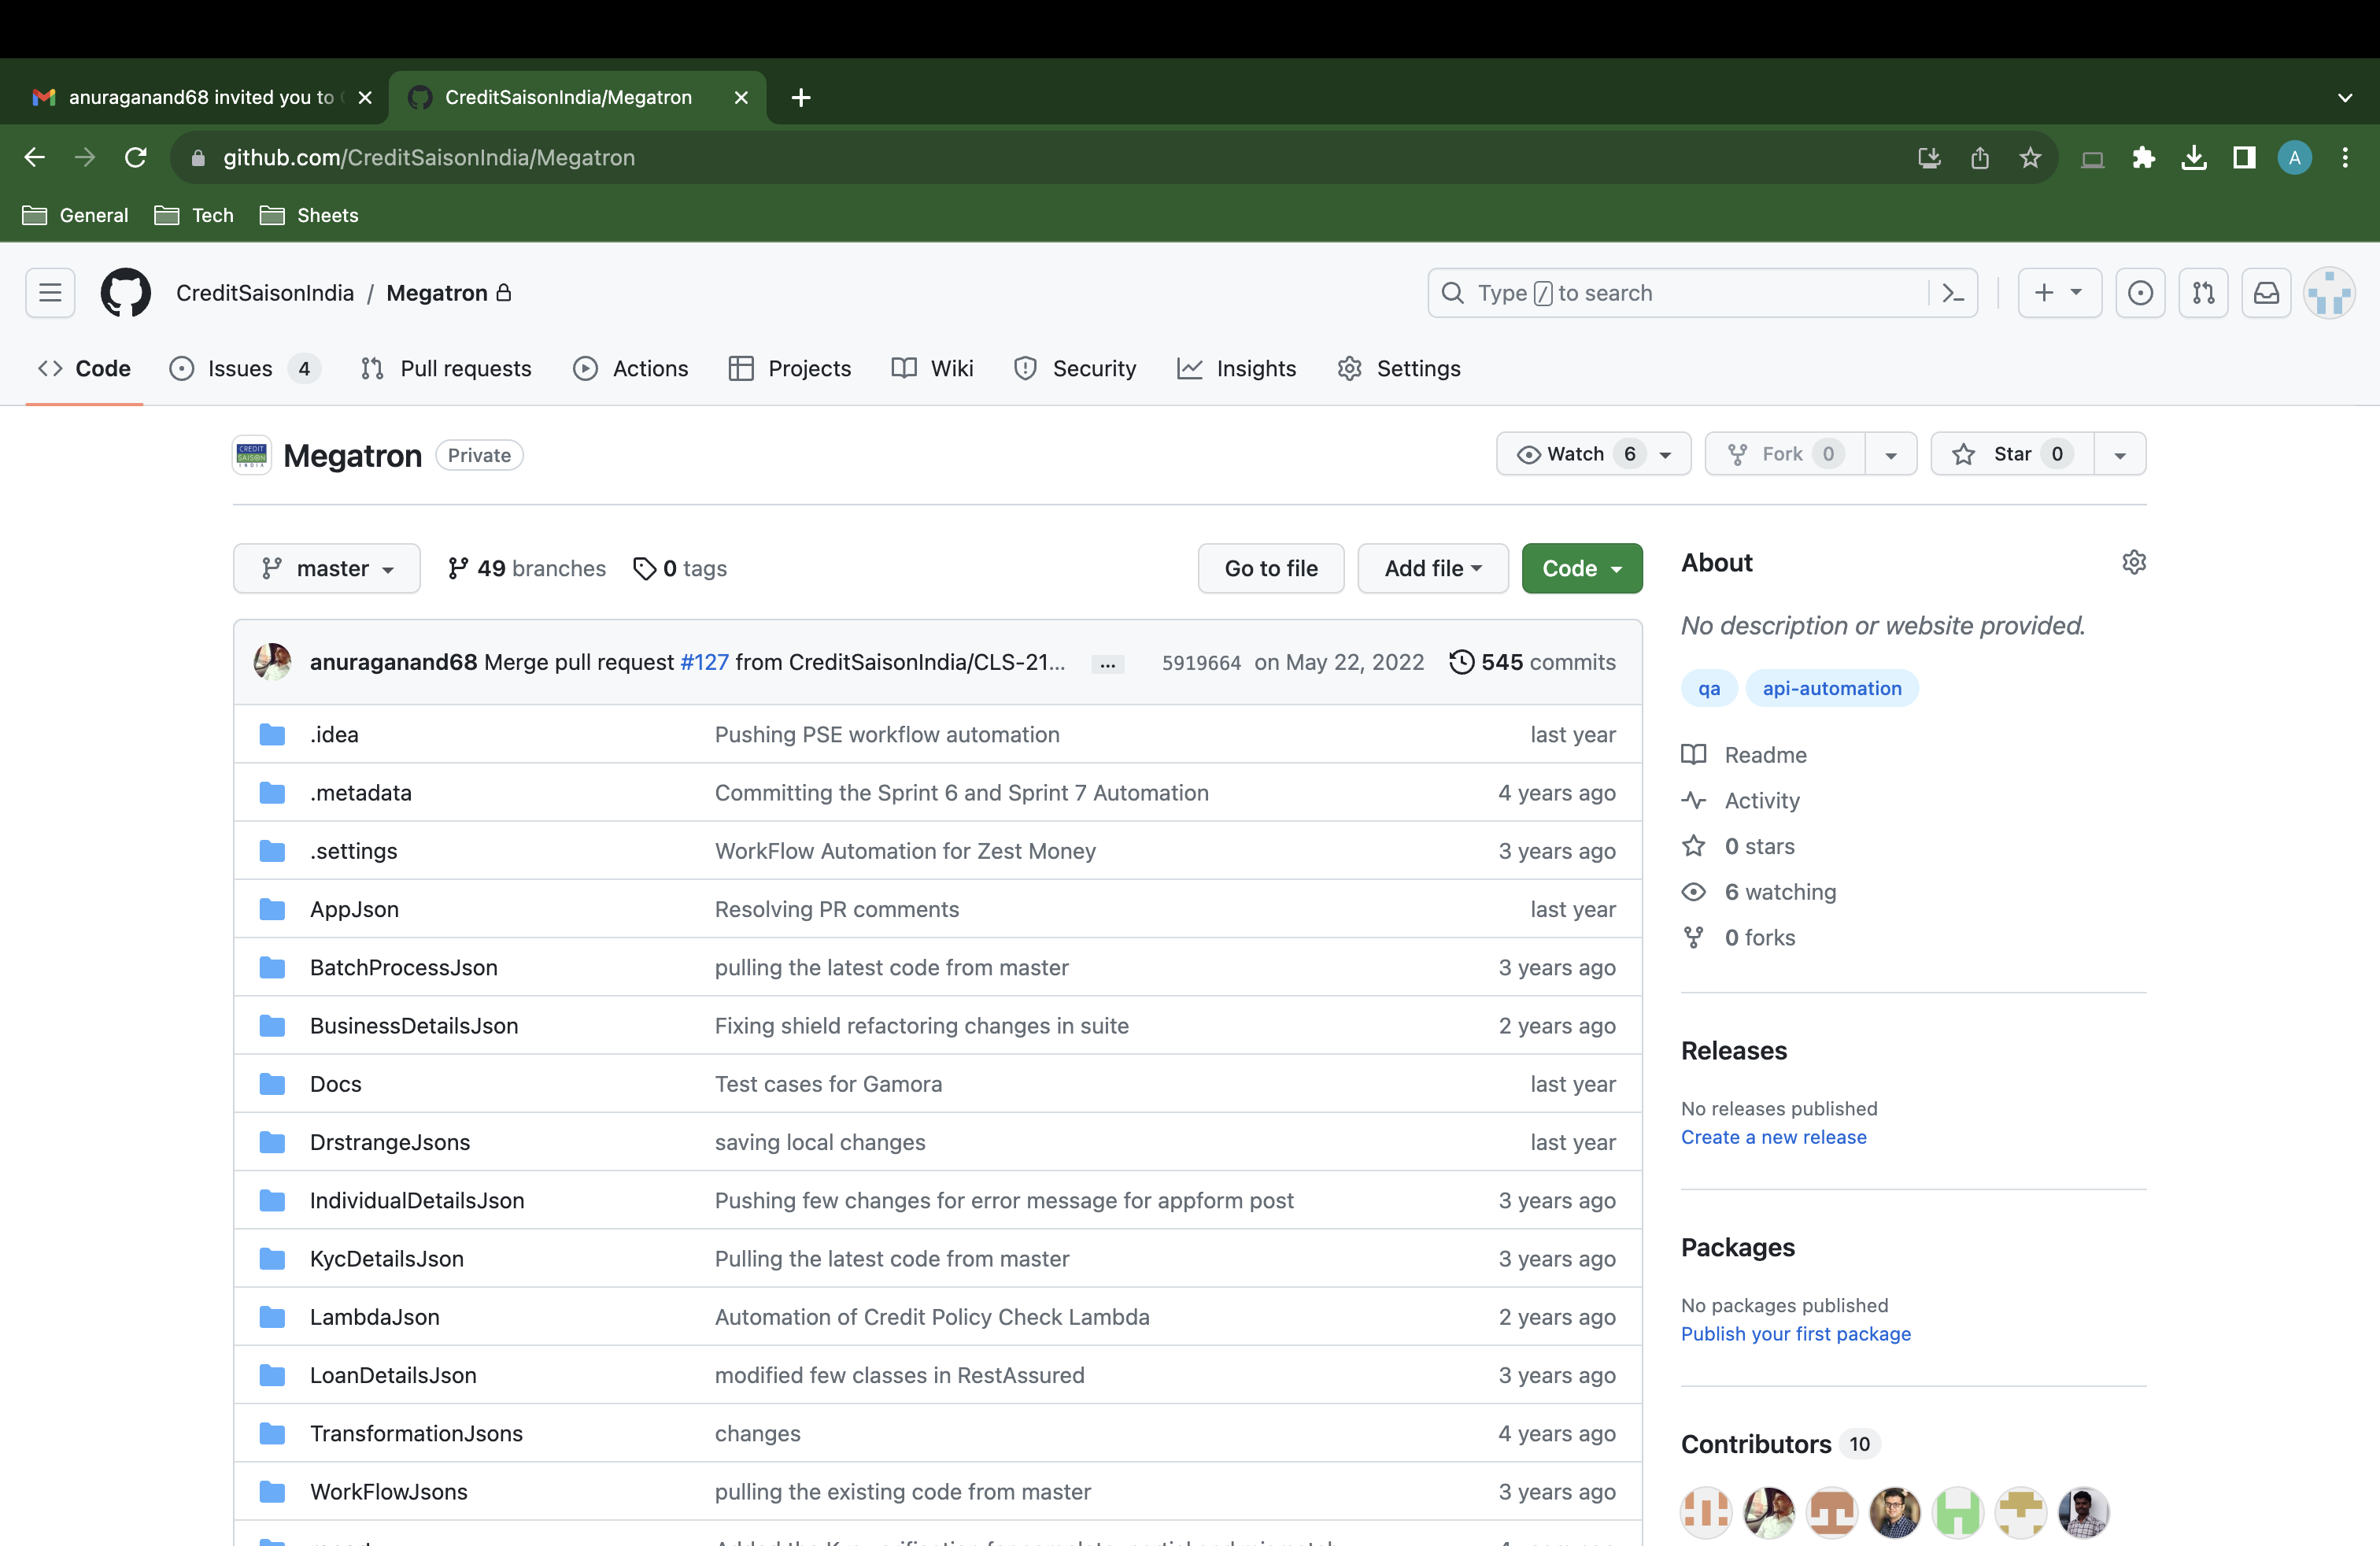 anuraganand68 invited you to
CreditSaisonIndia/Megatron
github.com/CreditSaisonIndia/Megatron
A
General
Tech
Sheets
CreditSaisonIndia / Megatron
Type / to search
Code
Issues 4
Pull requests
Actions
Projects
Wiki
Security
Insights
Settings
CREDIT
SAISON
INDIA
Megatron Private
Watch 6
Fork 0
Star 0
master
49 branches
0 tags
Go to file
Add file
Code
anuraganand68 Merge pull request #127 from CreditSaisonIndia/CLS-21... ... 5919664 on May 22, 2022 545 commits
.idea Pushing PSE workflow automation last year
.metadata Committing the Sprint 6 and Sprint 7 Automation 4 years ago
.settings WorkFlow Automation for Zest Money 3 years ago
AppJson Resolving PR comments last year
BatchProcessJson pulling the latest code from master 3 years ago
BusinessDetailsJson Fixing shield refactoring changes in suite 2 years ago
Docs Test cases for Gamora last year
DrstrangeJsons saving local changes last year
IndividualDetailsJson Pushing few changes for error message for appform post 3 years ago
KycDetailsJson Pulling the latest code from master 3 years ago
LambdaJson Automation of Credit Policy Check Lambda 2 years ago
LoanDetailsJson modified few classes in RestAssured 3 years ago
TransformationJsons changes 4 years ago
WorkFlowJsons pulling the existing code from master 3 years ago
About
No description or website provided.
qa api-automation
Readme
Activity
0 stars
6 watching
0 forks
Releases
No releases published
Create a new release
Packages
No packages published
Publish your first package
Contributors 10